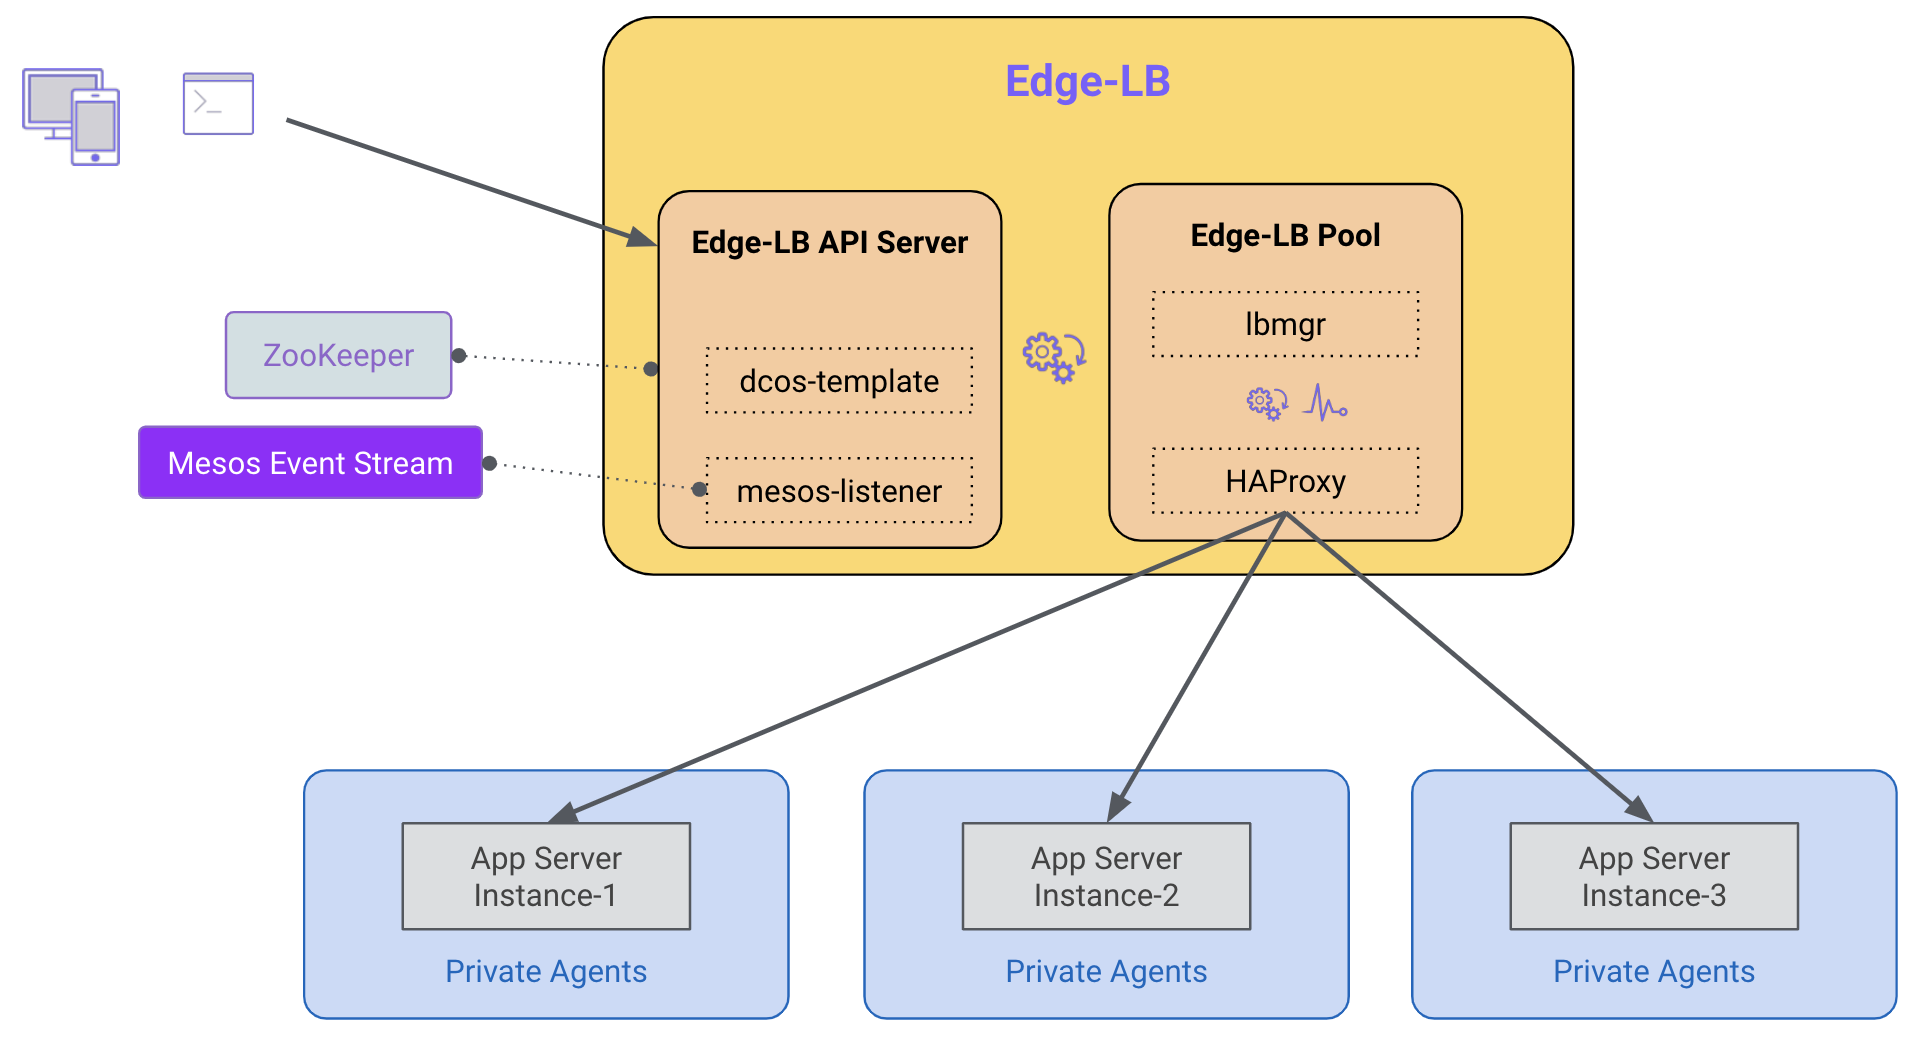 Edge-LB
Edge-LB API Server
dcos-template
mesos-listener
Edge-LB Pool
lbmgr
HAProxy
ZooKeeper
Mesos Event Stream
App Server
Instance-1
Private Agents
App Server
Instance-2
Private Agents
App Server
Instance-3
Private Agents